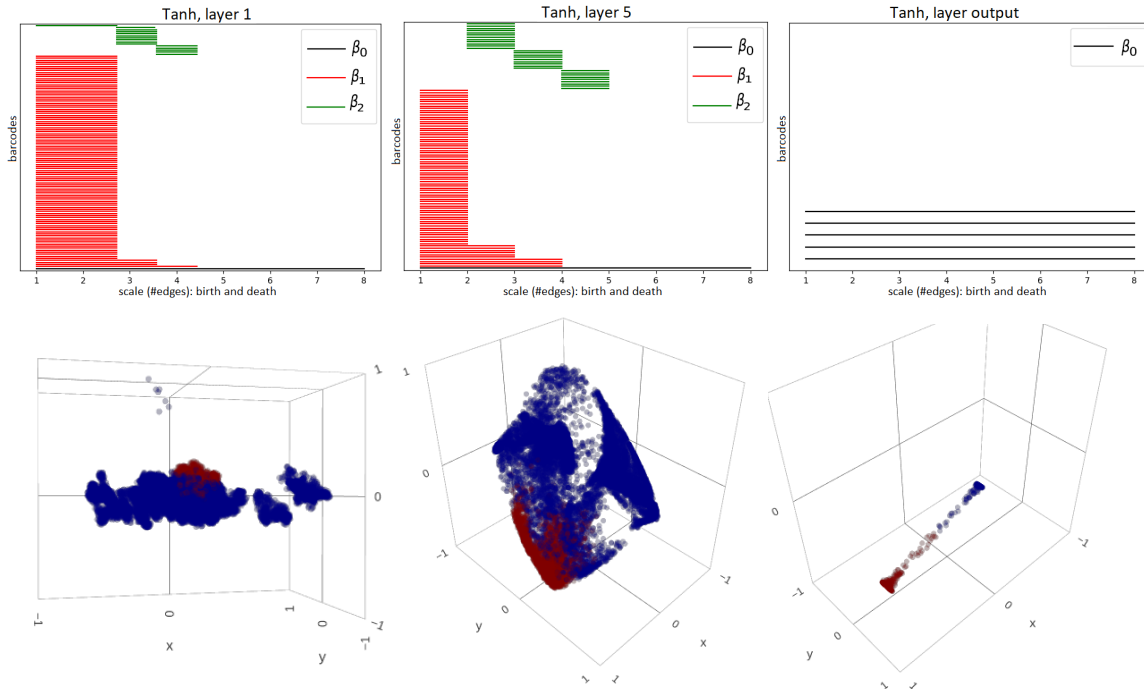 Tanh, layer 1
β0
β1
β2
barcodes
1 2 3 4 5 6 7 8
scale (#edges): birth and death
Tanh, layer 5
β0
β1
β2
barcodes
1 2 3 4 5 6 7 8
scale (#edges): birth and death
Tanh, layer output
β0
barcodes
1 2 3 4 5 6 7 8
scale (#edges): birth and death
1
0
−1
0
1
0
−1
−1
x
y
1
0
−1
0
1
1
0
−1
y
x
0
−1
0
1
1
0
−1
y
x